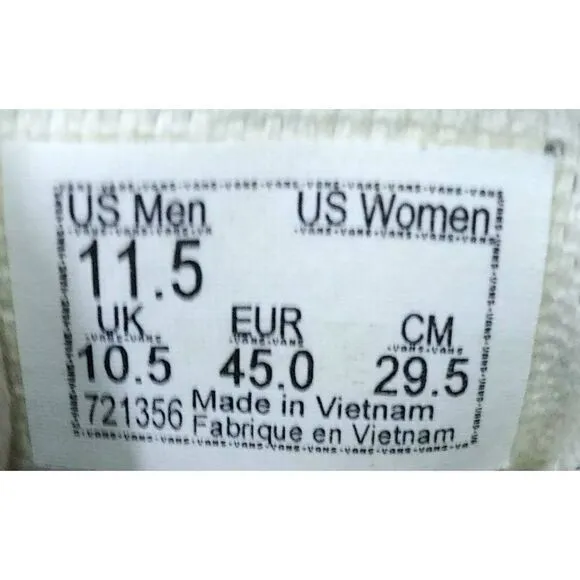 US Men US Women
11.5
UK EUR CM
10.5 45.0 29.5
721356 Made in Vietnam
Fabrique en Vietnam